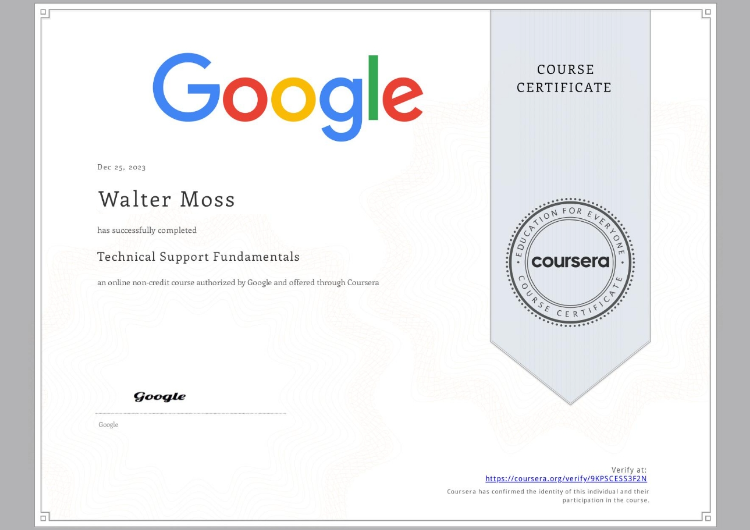 Google
COURSE
CERTIFICATE
Dec 25, 2023
Walter Moss
has successfully completed
Technical Support Fundamentals
an online non-credit course authorized by Google and offered through Coursera
EDUCATION FOR EVERYONE
coursera
COURSE CERTIFICATE
Google
Google
Verify at:
https://coursera.org/verify/9KPSCESS3F2N
Coursera has confirmed the identity of this individual and their
participation in the course.